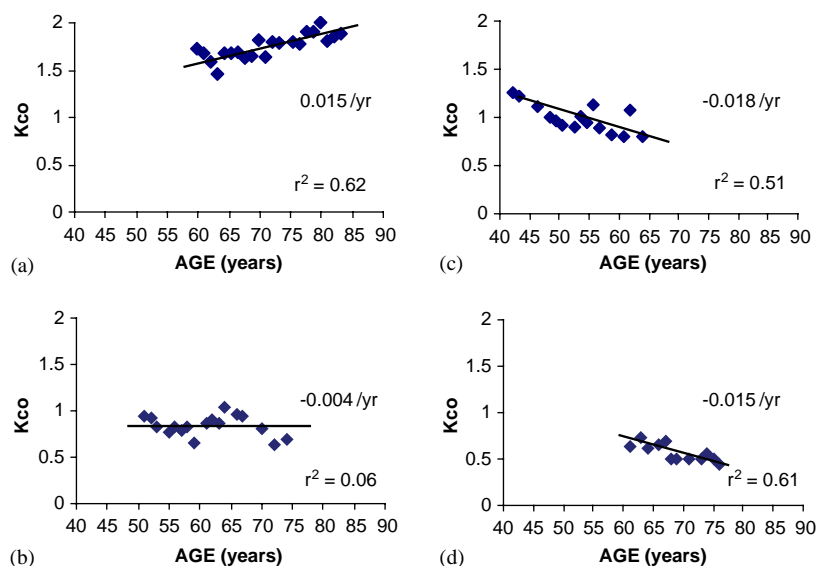 2
1.5
1
0.5
0
Kco
0.015 /yr
r² = 0.62
40 45 50 55 60 65 70 75 80 85 90
AGE (years)
(a)
2
1.5
1
0.5
0
Kco
-0.018 /yr
r² = 0.51
40 45 50 55 60 65 70 75 80 85 90
AGE (years)
(c)
2
1.5
1
0.5
0
Kco
-0.004 /yr
r² = 0.06
40 45 50 55 60 65 70 75 80 85 90
AGE (years)
(b)
2
1.5
1
0.5
0
Kco
-0.015 /yr
r² = 0.61
40 45 50 55 60 65 70 75 80 85 90
AGE (years)
(d)